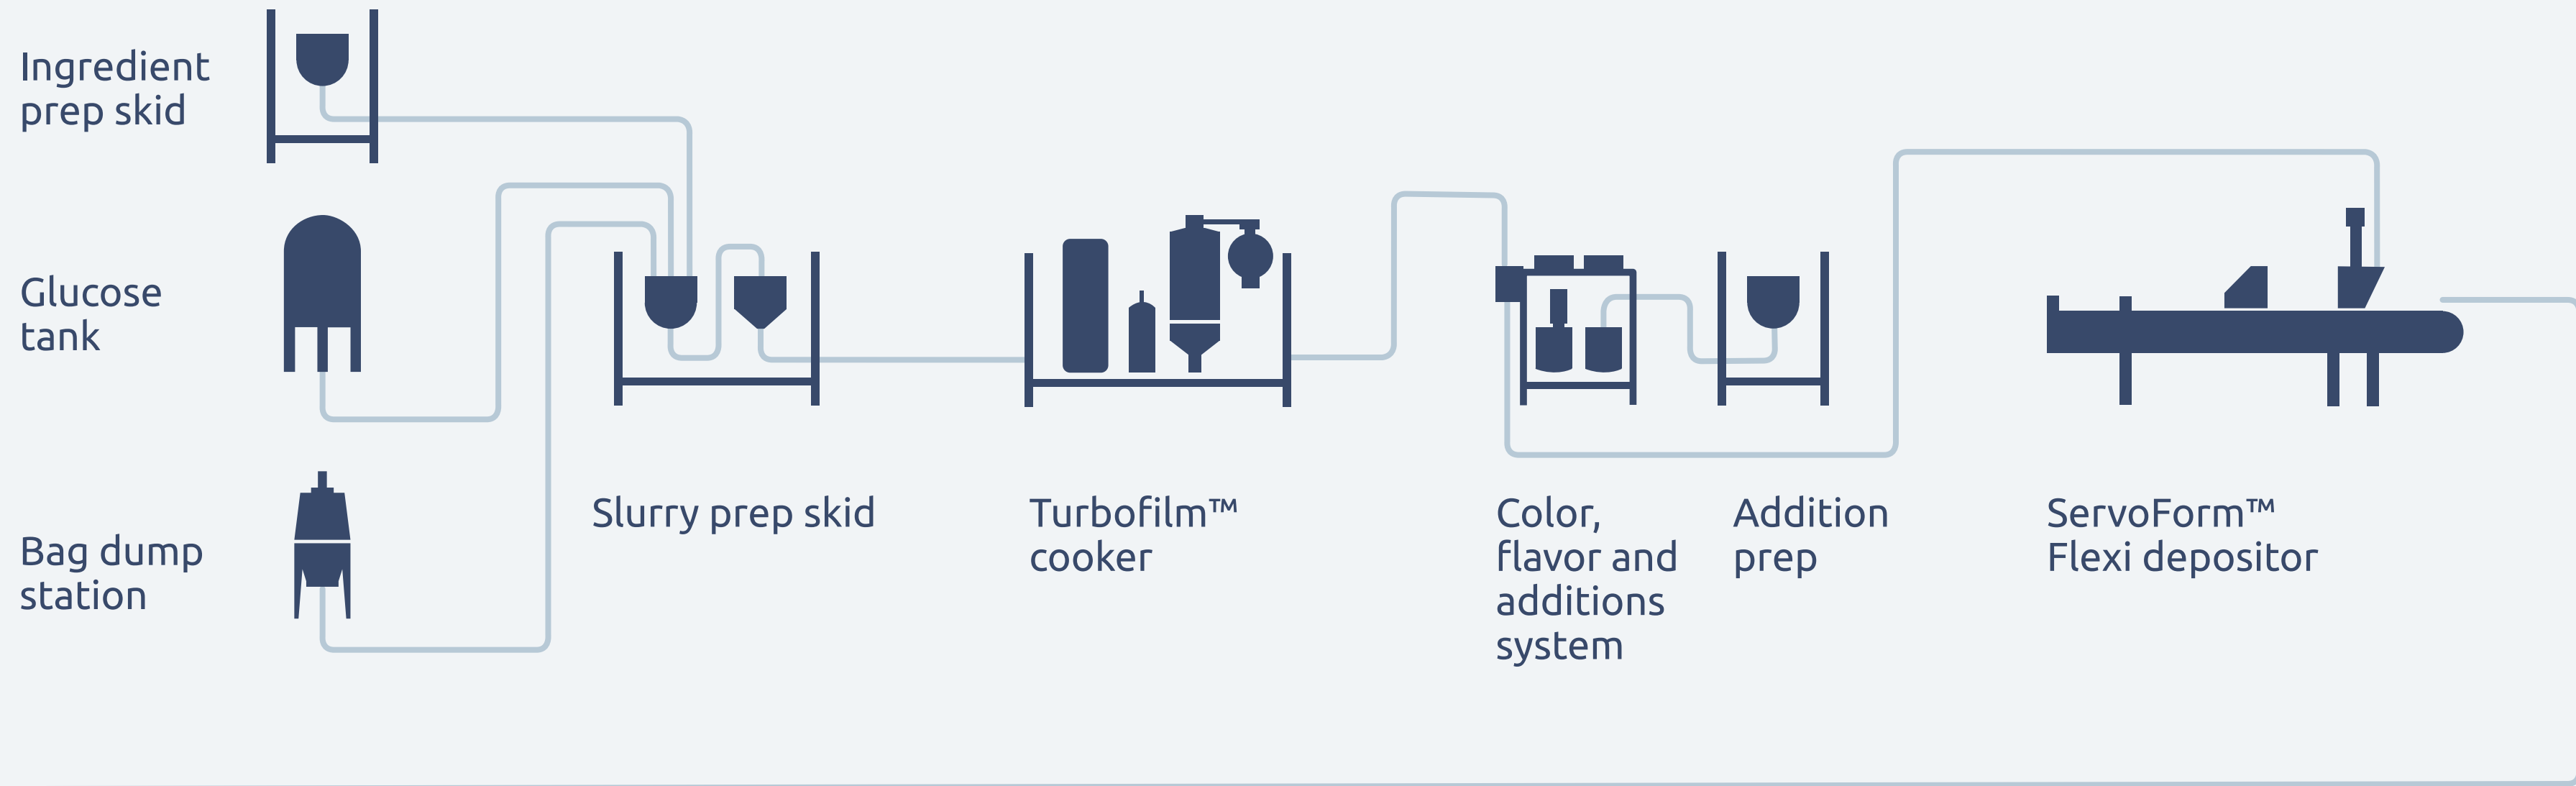 Ingredient
prep skid
Glucose
tank
Bag dump
station
Slurry prep skid
Turbofilm™
cooker
Color,
flavor and
additions
system
Addition
prep
ServoForm™
Flexi depositor